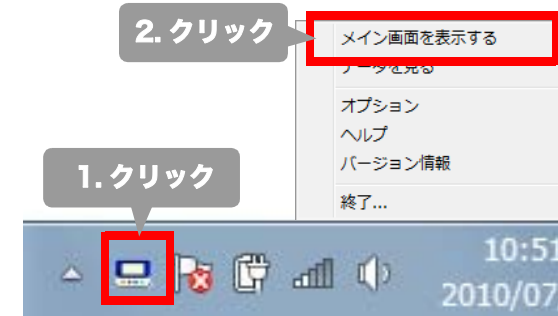 2. クリック
メイン画面を表示する
データを見る
オプション
ヘルプ
バージョン情報
終了...
1. クリック
10:51
2010/07